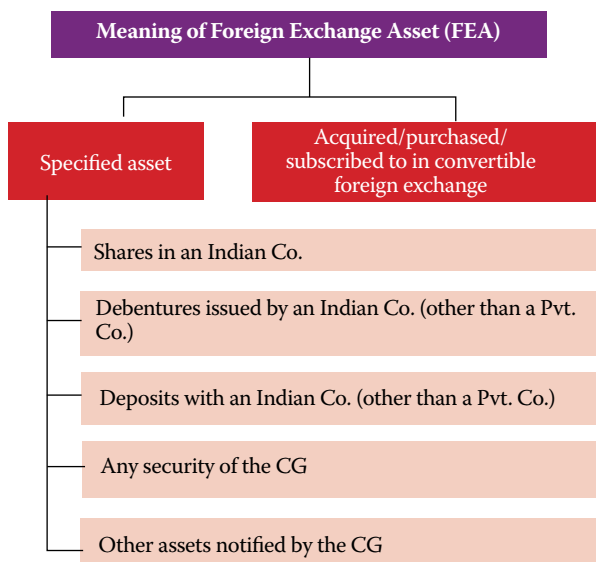 Meaning of Foreign Exchange Asset (FEA)
Specified asset
Acquired/purchased/
subscribed to in convertible
foreign exchange
Shares in an Indian Co.
Debentures issued by an Indian Co. (other than a Pvt.
Co.)
Deposits with an Indian Co. (other than a Pvt. Co.)
Any security of the CG
Other assets notified by the CG